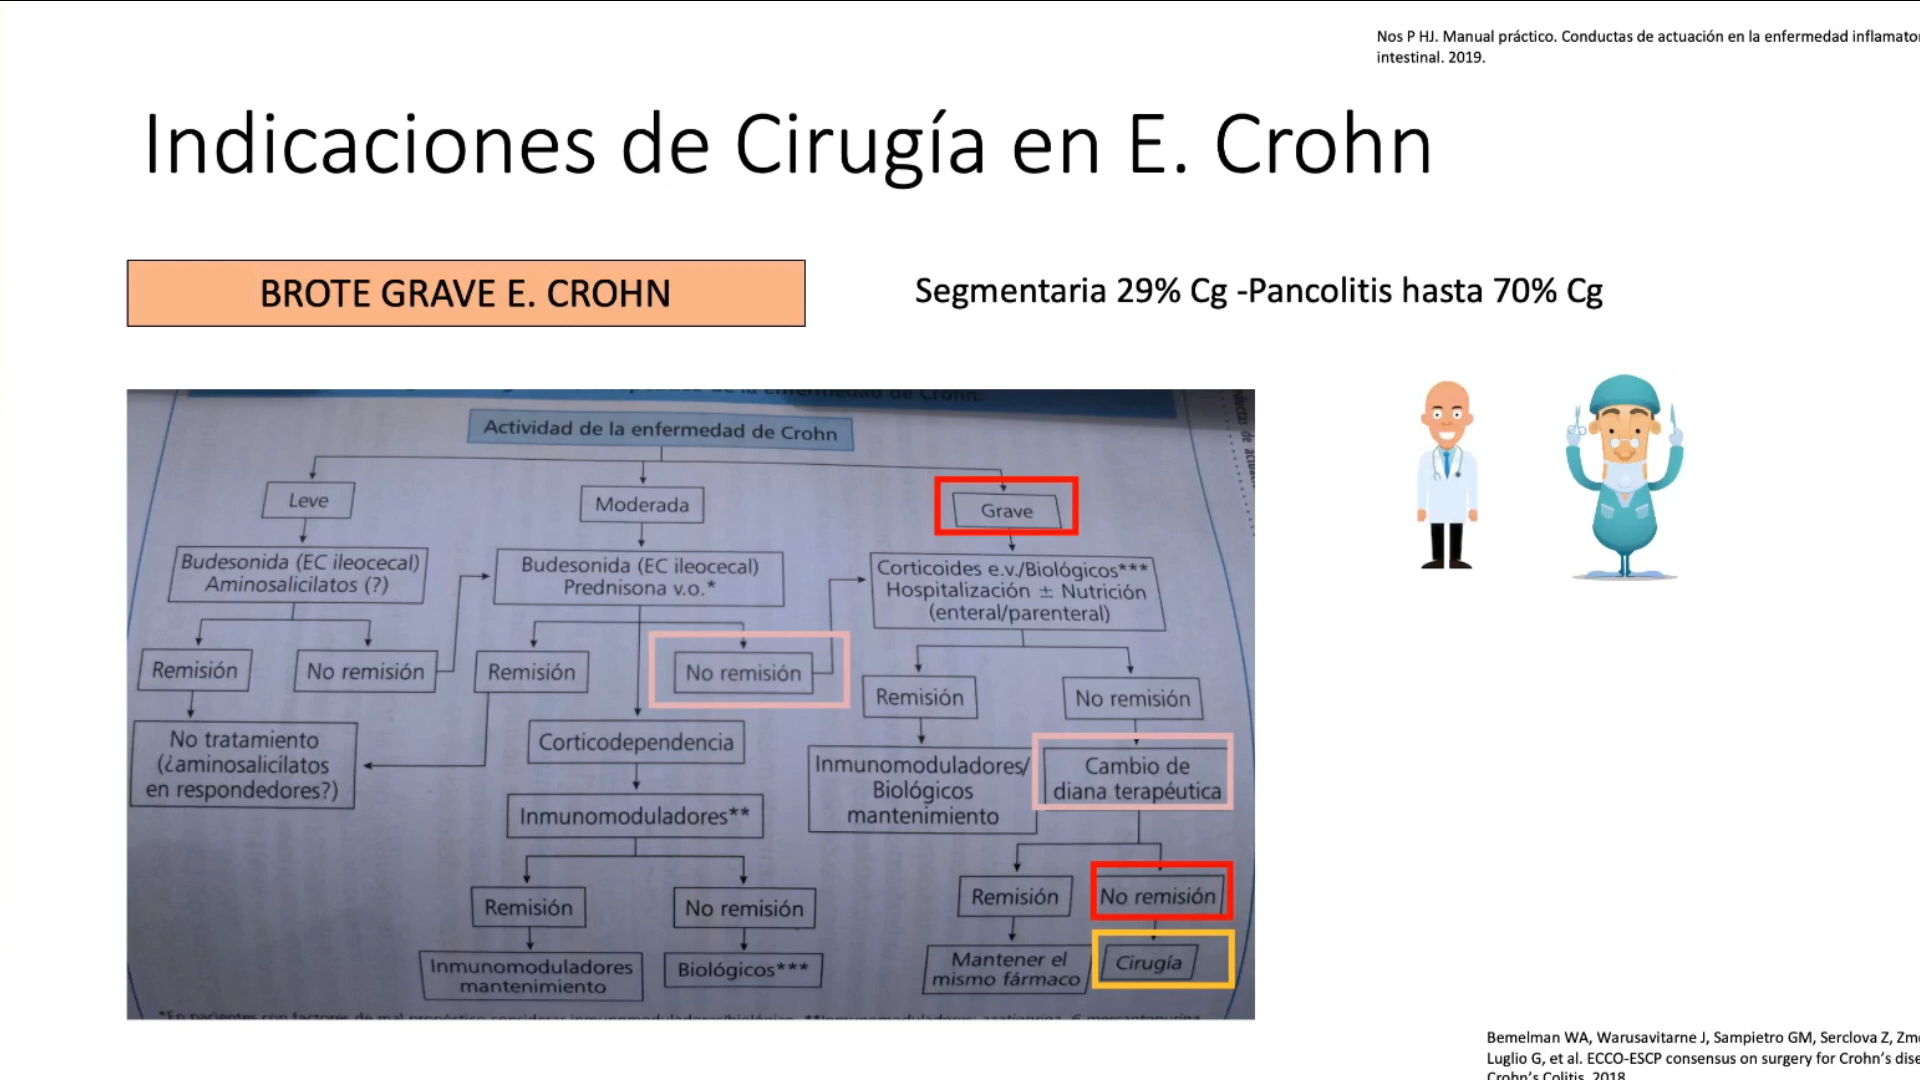 Nos P HJ. Manual práctico. Conductas de actuación en la enfermedad
intestinal. 2019.
Indicaciones de Cirugía en E. Crohn
BROTE GRAVE E. CROHN
Segmentaria 29% Cg -Pancolitis hasta 70% Cg
de la enfermedad de Crohn.
Actividad de la enfermedad de Crohn
Leve
Moderada
Grave
Budesonida (EC ileocecal)
Aminosalicilatos (?)
Budesonida (EC ileocecal)
Prednisona v.o.*
Corticoides e.v./Biológicos***
Hospitalización ± Nutrición
(enteral/parenteral)
Remisión
No remisión
Remisión
No remisión
Remisión
No remisión
No tratamiento
(¿aminosalicilatos
en respondedores?)
Corticodependencia
Inmunomoduladores/
Biológicos
mantenimiento
Cambio de
diana terapéutica
Inmunomoduladores**
Remisión
No remisión
Remisión
No remisión
Inmunomoduladores
mantenimiento
Biológicos***
Mantener el
mismo fármaco
Cirugía
Bemelman WA, Warusavitarne J, Sampietro GM, Serclova Z,
Luglio G, et al. ECCO-ESCP consensus on surgery for Crohn's
Crohn's Colitis. 2018